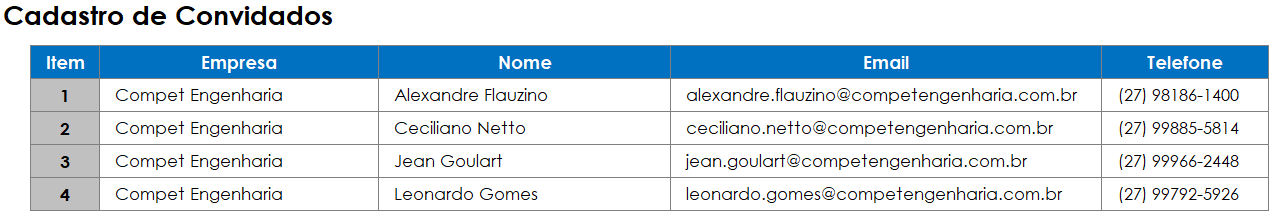 Cadastro de Convidados
Item Empresa Nome Email Telefone
1 Compet Engenharia Alexandre Flauzino alexandre.flauzino@competengenharia.com.br (27) 98186-1400
2 Compet Engenharia Ceciliano Netto ceciliano.netto@competengenharia.com.br (27) 99885-5814
3 Compet Engenharia Jean Goulart jean.goulart@competengenharia.com.br (27) 99966-2448
4 Compet Engenharia Leonardo Gomes leonardo.gomes@competengenharia.com.br (27) 99792-5926